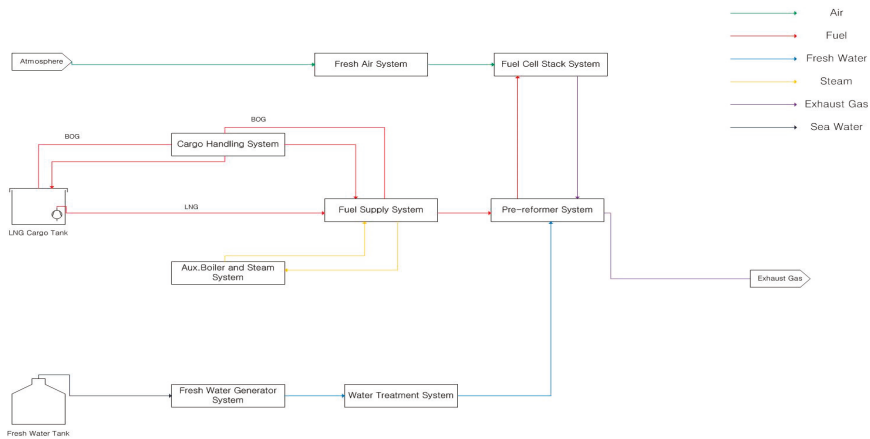 Air
Fuel
Fresh Water
Steam
Exhaust Gas
Sea Water
Atmosphere
Fresh Air System
Fuel Cell Stack System
BOG
BOG
Cargo Handling System
LNG
Fuel Supply System
Pre-reformer System
LNG Cargo Tank
Aux.Boiler and Steam
System
Exhaust Gas
Fresh Water Generator
System
Water Treatment System
Fresh Water Tank